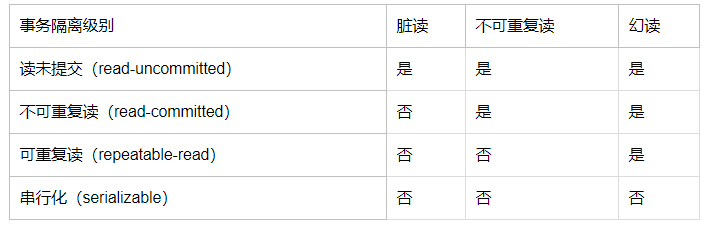 事务隔离级别 脏读 不可重复读 幻读
读未提交（read-uncommitted） 是 是 是
不可重复读（read-committed） 否 是 是
可重复读（repeatable-read） 否 否 是
串行化（serializable） 否 否 否